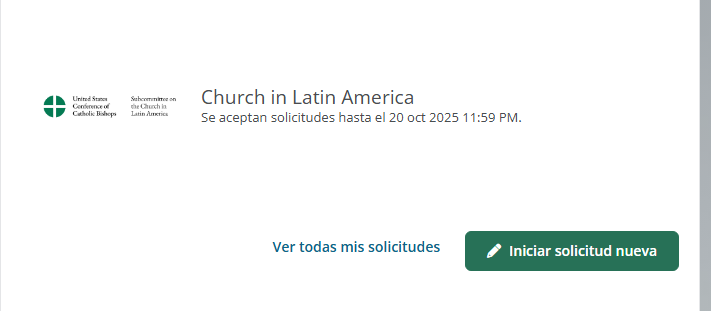 United States
Conference of
Catholic Bishops
Subcommittee on
the Church in
Latin America
Church in Latin America
Se aceptan solicitudes hasta el 20 oct 2025 11:59 PM.
Ver todas mis solicitudes
Iniciar solicitud nueva